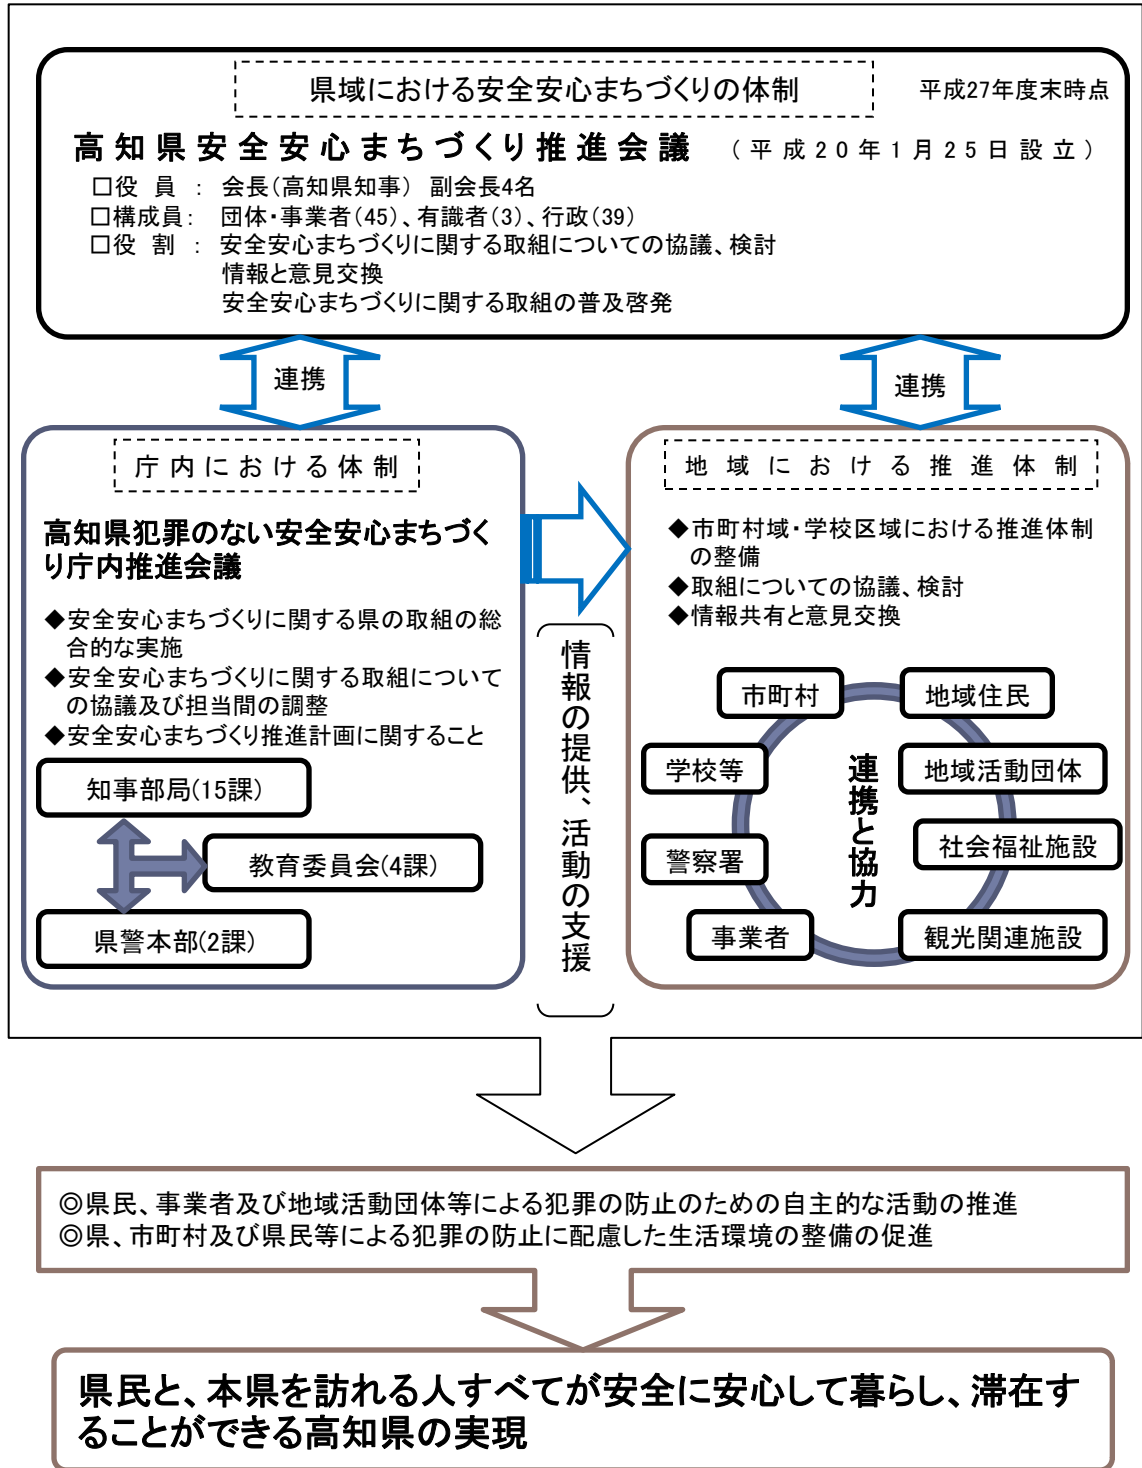 県域における安全安心まちづくりの体制
平成27年度末時点
高知県安全安心まちづくり推進会議 (平成20年1月25日設立)
□役 員 : 会長(高知県知事) 副会長4名
□構成員: 団体・事業者(45)、有識者(3)、行政(39)
□役 割 : 安全安心まちづくりに関する取組についての協議、検討
情報と意見交換
安全安心まちづくりに関する取組の普及啓発
連携
連携
庁内における体制
高知県犯罪のない安全安心まちづく
り庁内推進会議
◆安全安心まちづくりに関する県の取組の総
合的な実施
◆安全安心まちづくりに関する取組について
の協議及び担当間の調整
◆安全安心まちづくり推進計画に関すること
知事部局(15課)
教育委員会(4課)
県警本部(2課)
情報の提供、活動の支援
地域における推進体制
◆市町村域・学校区域における推進体制
の整備
◆取組についての協議、検討
◆情報共有と意見交換
市町村
地域住民
学校等
地域活動団体
警察署
社会福祉施設
事業者
観光関連施設
連携と協力
◎県民、事業者及び地域活動団体等による犯罪の防止のための自主的な活動の推進
◎県、市町村及び県民等による犯罪の防止に配慮した生活環境の整備の促進
県民と、本県を訪れる人すべてが安全に安心して暮らし、滞在す
ることができる高知県の実現